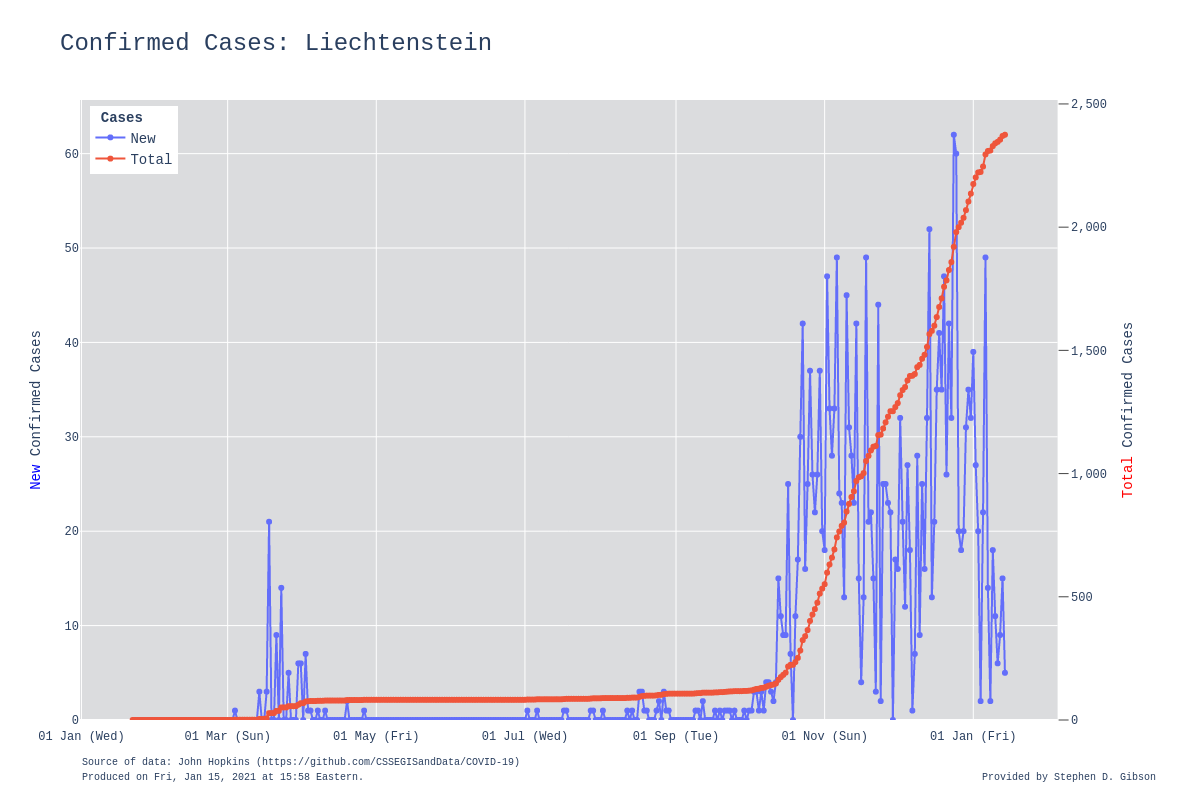 Confirmed Cases: Liechtenstein
Cases
New
Total
60
50
40
30
20
10
0
New Confirmed Cases
2,500
2,000
1,500
1,000
500
0
Total Confirmed Cases
01 Jan (Wed)
01 Mar (Sun)
01 May (Fri)
01 Jul (Wed)
01 Sep (Tue)
01 Nov (Sun)
01 Jan (Fri)
Source of data: John Hopkins (https://github.com/CSSEGISandData/COVID-19)
Produced on Fri, Jan 15, 2021 at 15:58 Eastern.
Provided by Stephen D. Gibson